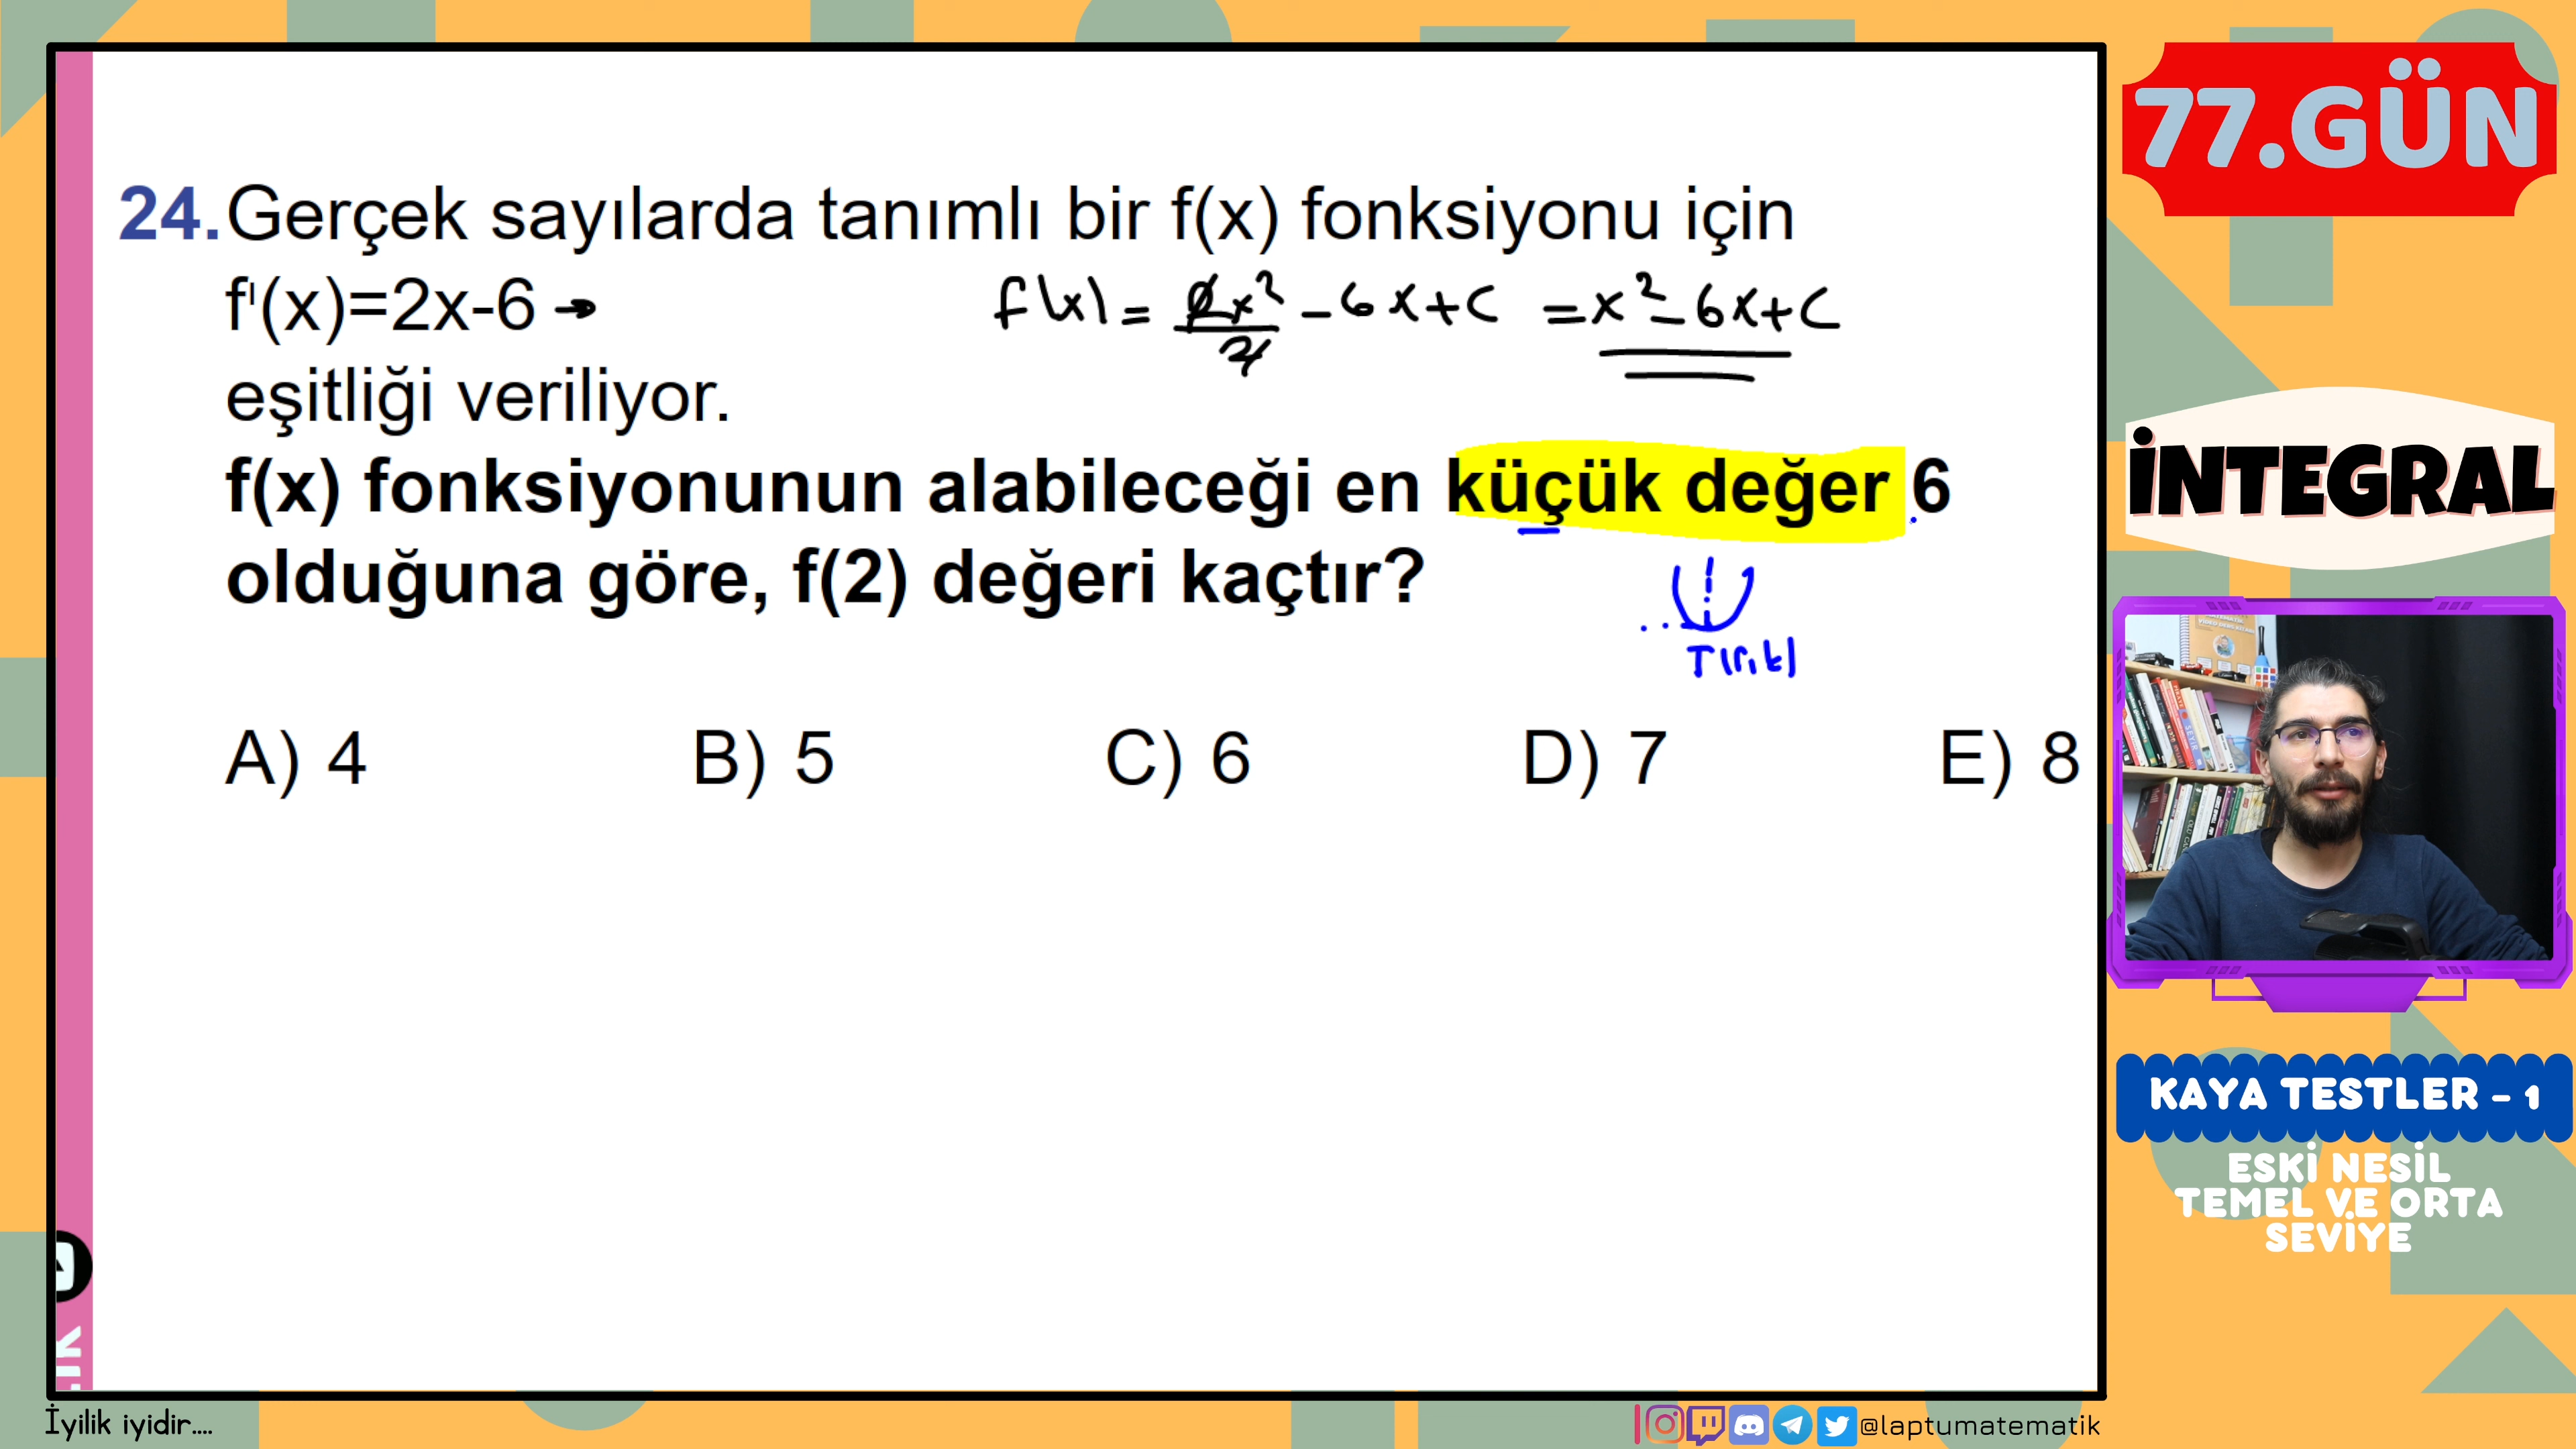 77.GÜN
24.Gerçek sayılarda tanımlı bir f(x) fonksiyonu için
f'(x)=2x-6 → f(x) = 2x²/2 - 6x+c = x²-6x+c
eşitliği veriliyor.
f(x) fonksiyonunun alabileceği en küçük değer 6
olduğuna göre, f(2) değeri kaçtır?
T(r,k)
A) 4 B) 5 C) 6 D) 7 E) 8
İNTEGRAL
KAYA TESTLER - 1
ESKİ NESİL
TEMEL VE ORTA
SEVİYE
İyilik iyidir....
@laptumatematik